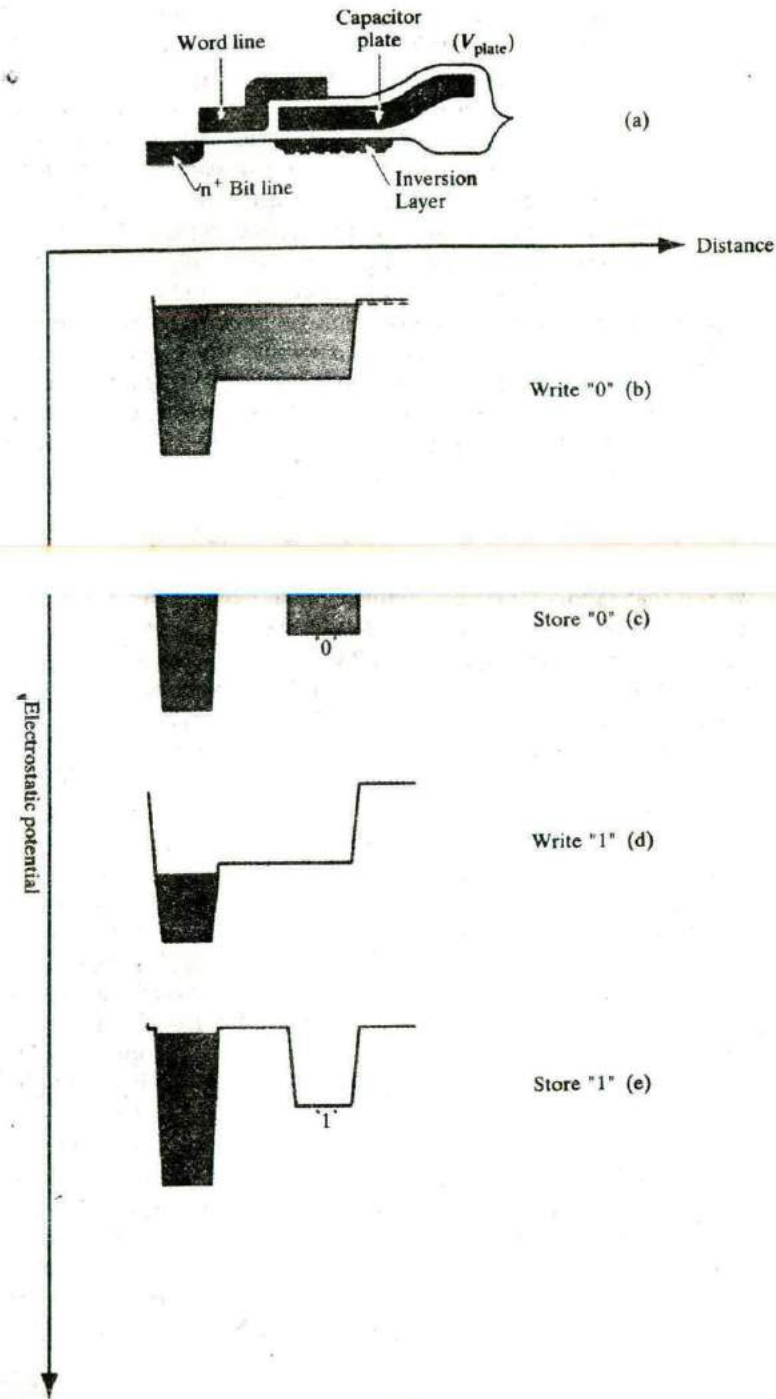 Capacitor
plate
Word line
(Vplate)
(a)
n+ Bit line
Inversion
Layer
Distance
Write "0" (b)
Store "0" (c)
"0"
Electrostatic potential
Write "1" (d)
Store "1" (e)
"1"